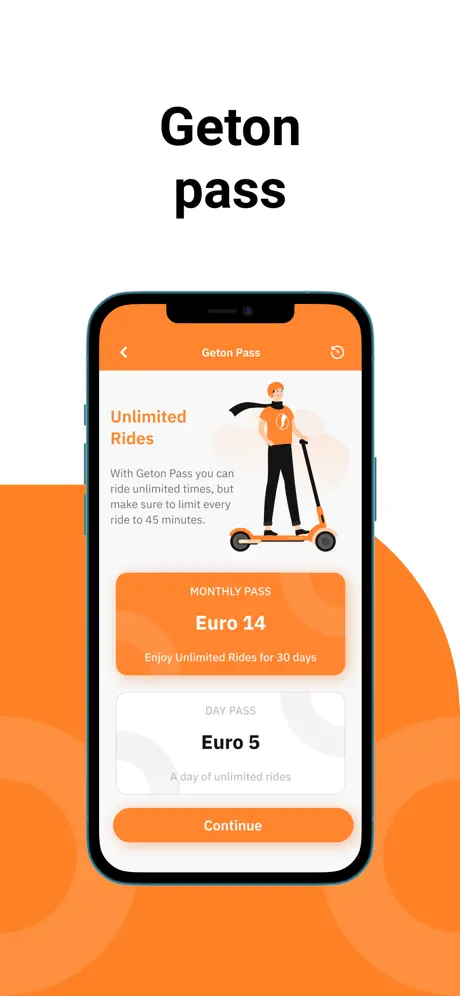 Geton
pass
Geton Pass
Unlimited
Rides
With Geton Pass you can
ride unlimited times, but
make sure to limit every
ride to 45 minutes.
MONTHLY PASS
Euro 14
Enjoy Unlimited Rides for 30 days
DAY PASS
Euro 5
A day of unlimited rides
Continue